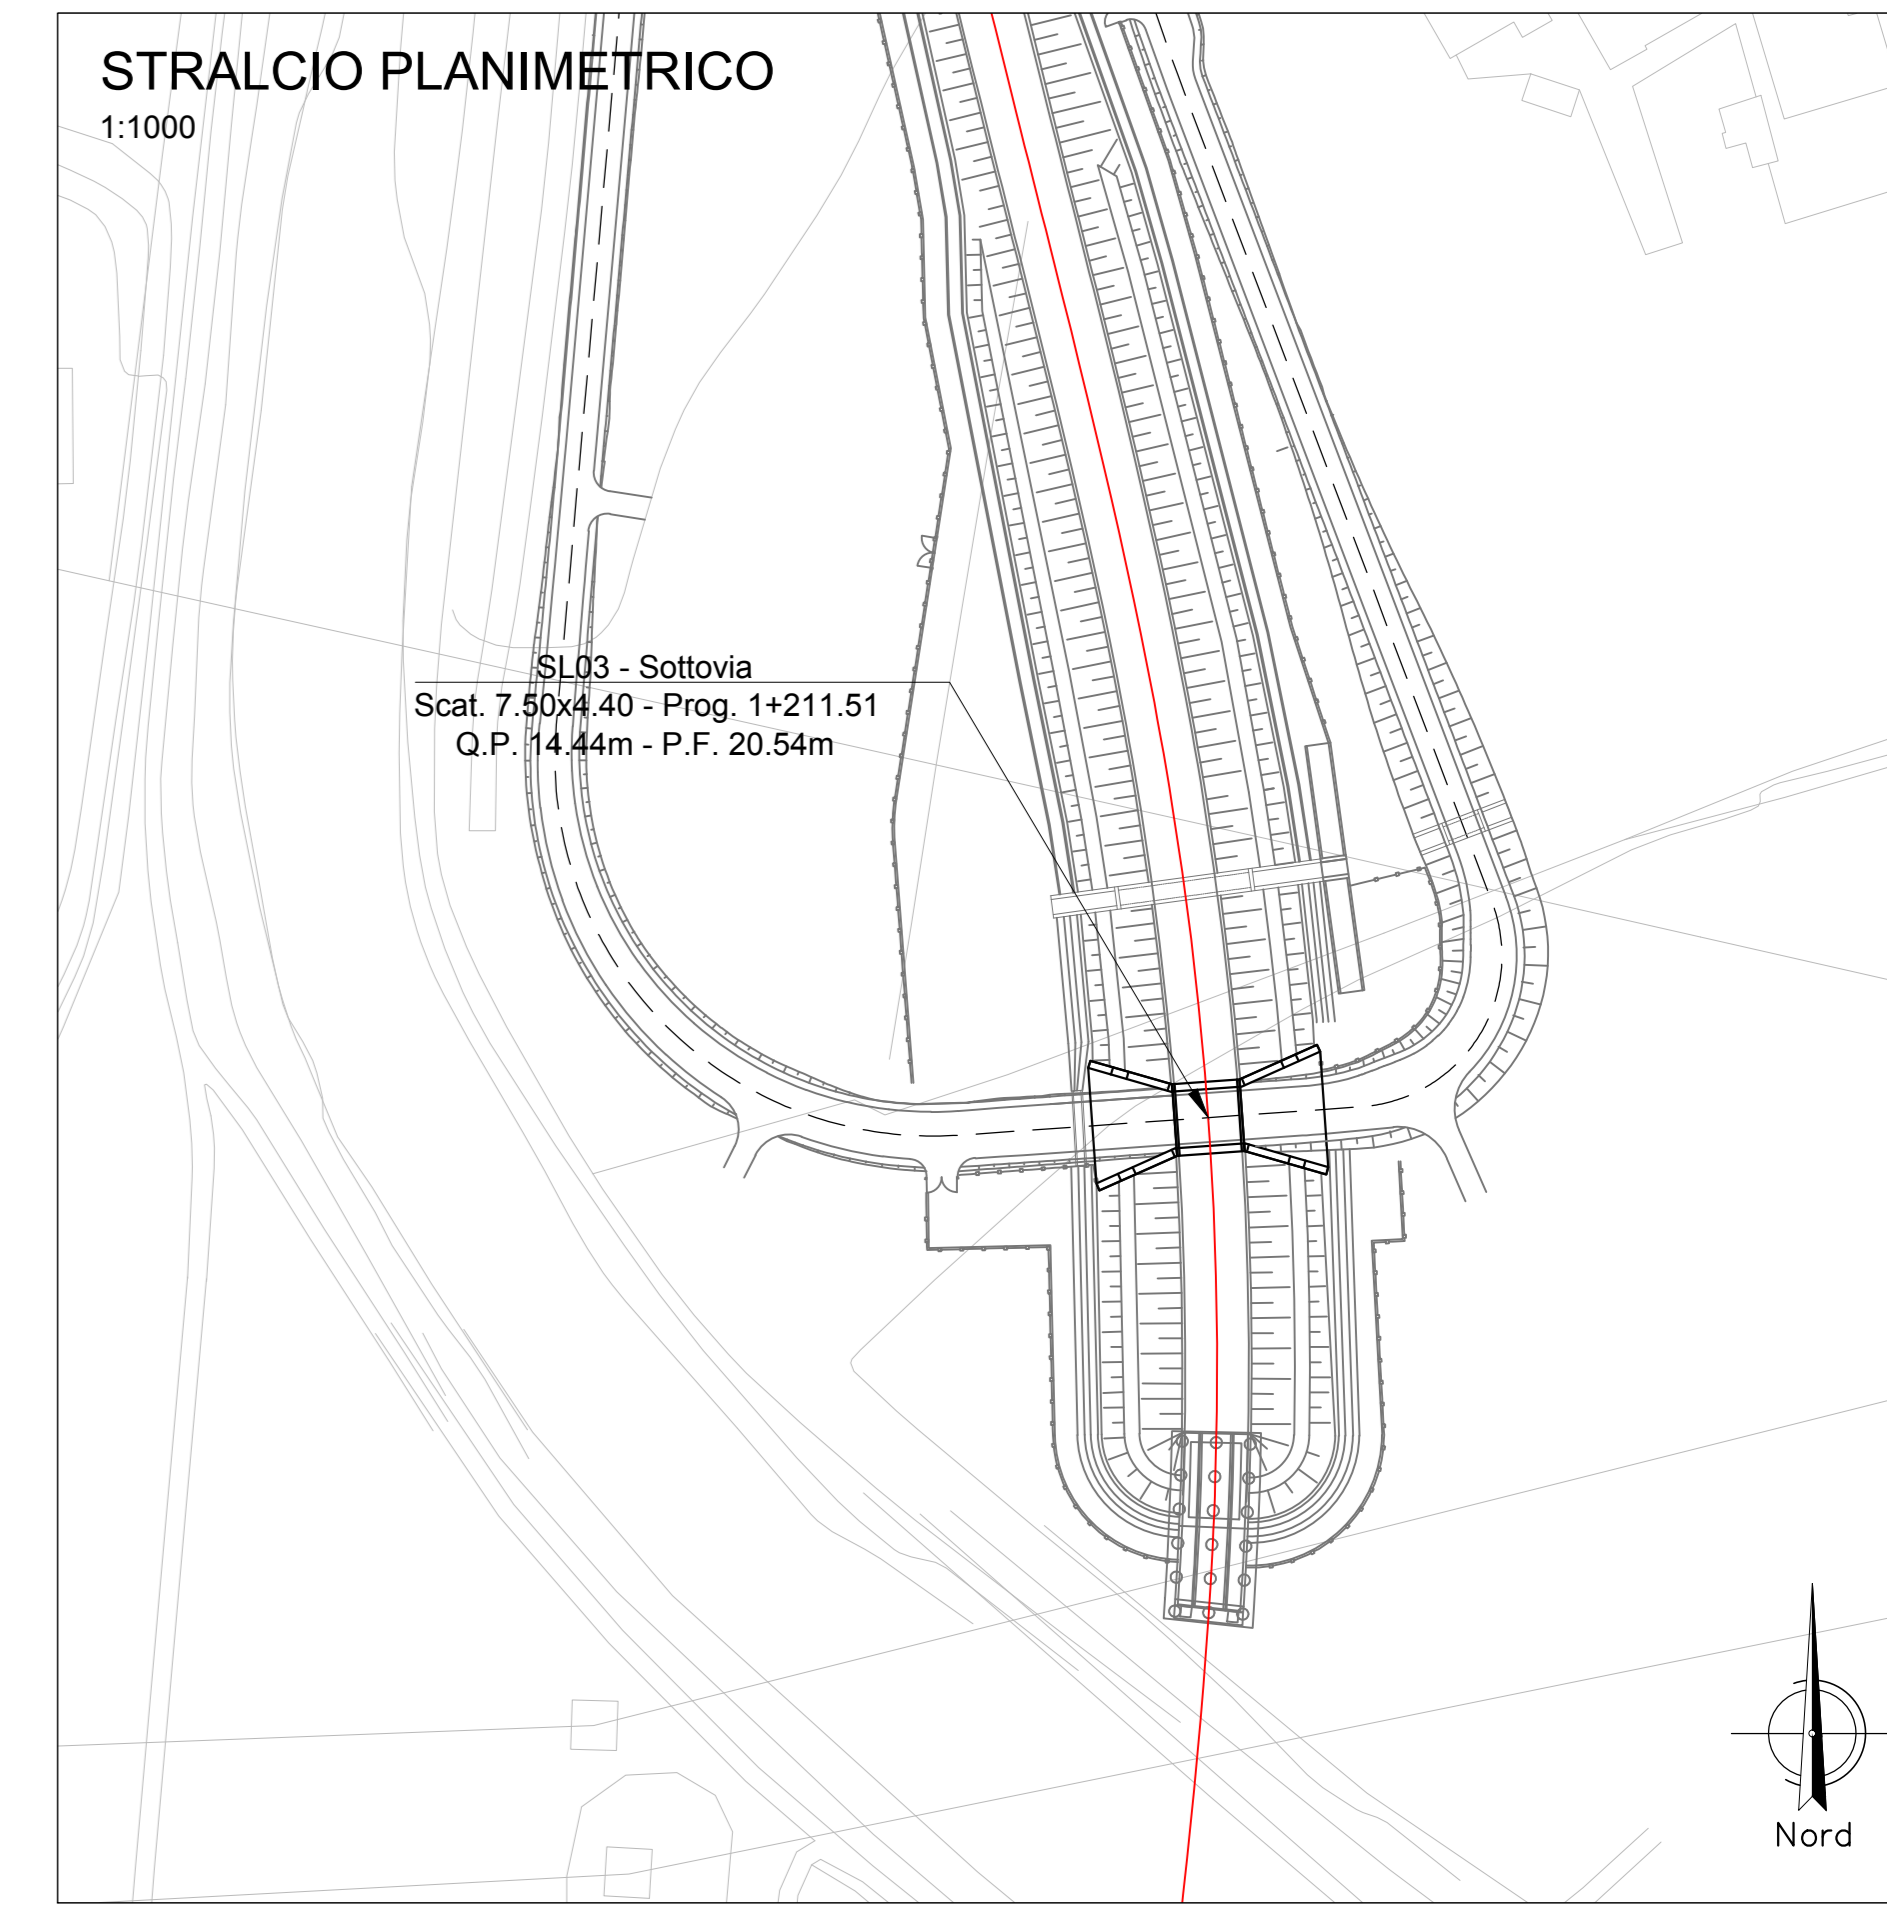 STRALCIO PLANIMETRICO
1:1000
SL03 - Sottovia
Scat. 7.50x4.40 - Prog. 1+211.51
Q.P. 14.44m - P.F. 20.54m
Nord